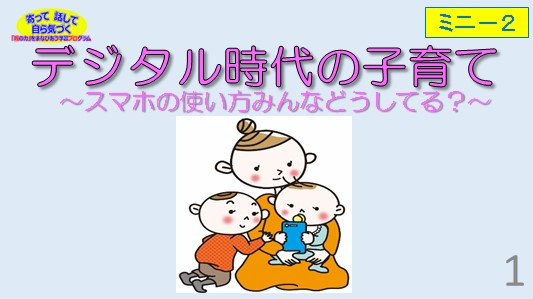 寄って 話して
自ら気づく
「親の力」をまなびあう学習プログラム
ミニー2
デジタル時代の子育て
～スマホの使い方みんなどうしてる？～
1